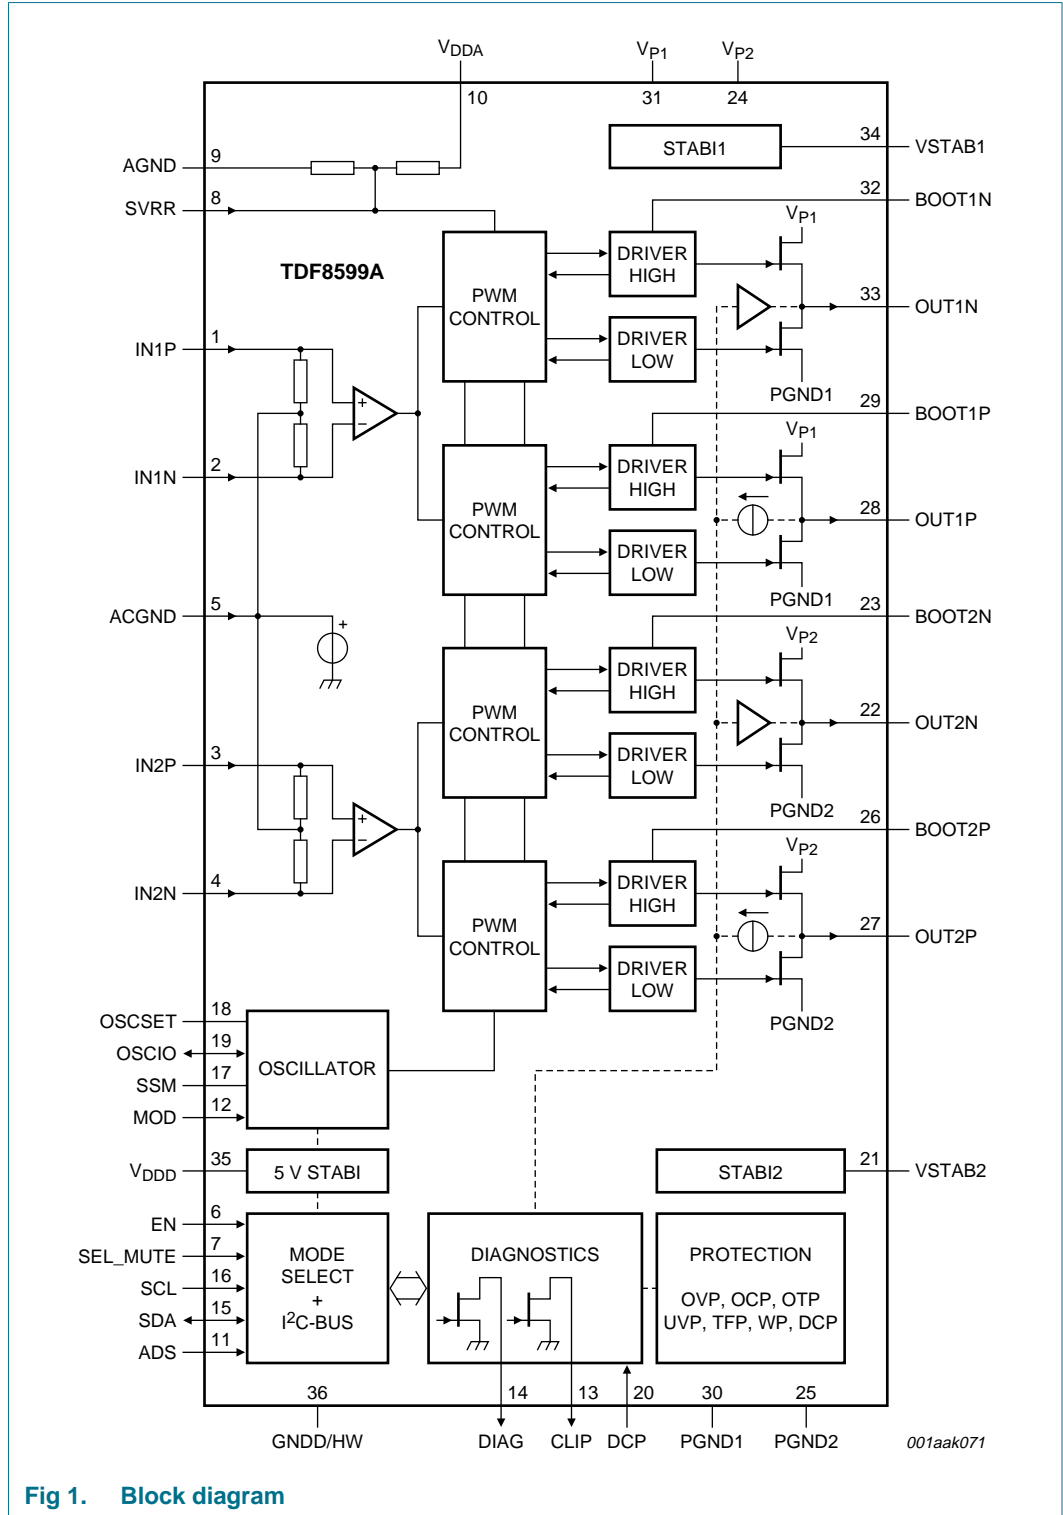 VDDA VP1 VP2
10 31 24
34
STABI1 VSTAB1
9
AGND
8
SVRR
32
BOOT1N
VP1
TDF8599A
PWM
CONTROL
DRIVER
HIGH
33
OUT1N
1
IN1P
DRIVER
LOW
PGND1
+
−
29
BOOT1P
VP1
2
IN1N
PWM
CONTROL
DRIVER
HIGH
28
OUT1P
DRIVER
LOW
PGND1
5
ACGND
+
23
BOOT2N
VP2
PWM
CONTROL
DRIVER
HIGH
22
OUT2N
3
IN2P
DRIVER
LOW
PGND2
+
−
26
BOOT2P
VP2
4
IN2N
PWM
CONTROL
DRIVER
HIGH
27
OUT2P
DRIVER
LOW
PGND2
18
OSCSET
19
OSCIO
OSCILLATOR
17
SSM
12
MOD
35
VDDD
5 V STABI
STABI2
21
VSTAB2
6
EN
7
SEL_MUTE
16
SCL
15
SDA
11
ADS
MODE
SELECT
+
I2C-BUS
DIAGNOSTICS
PROTECTION
OVP, OCP, OTP
UVP, TFP, WP, DCP
36 14 13 20 30 25
GNDD/HW DIAG CLIP DCP PGND1 PGND2 001aak071
Fig 1. Block diagram